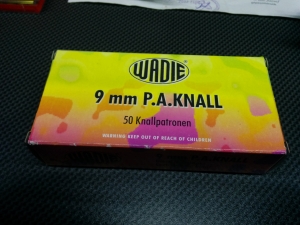 WADIE
9 mm P.A.KNALL
50 Knallpatronen
WARNING KEEP OUT OF REACH OF CHILDREN